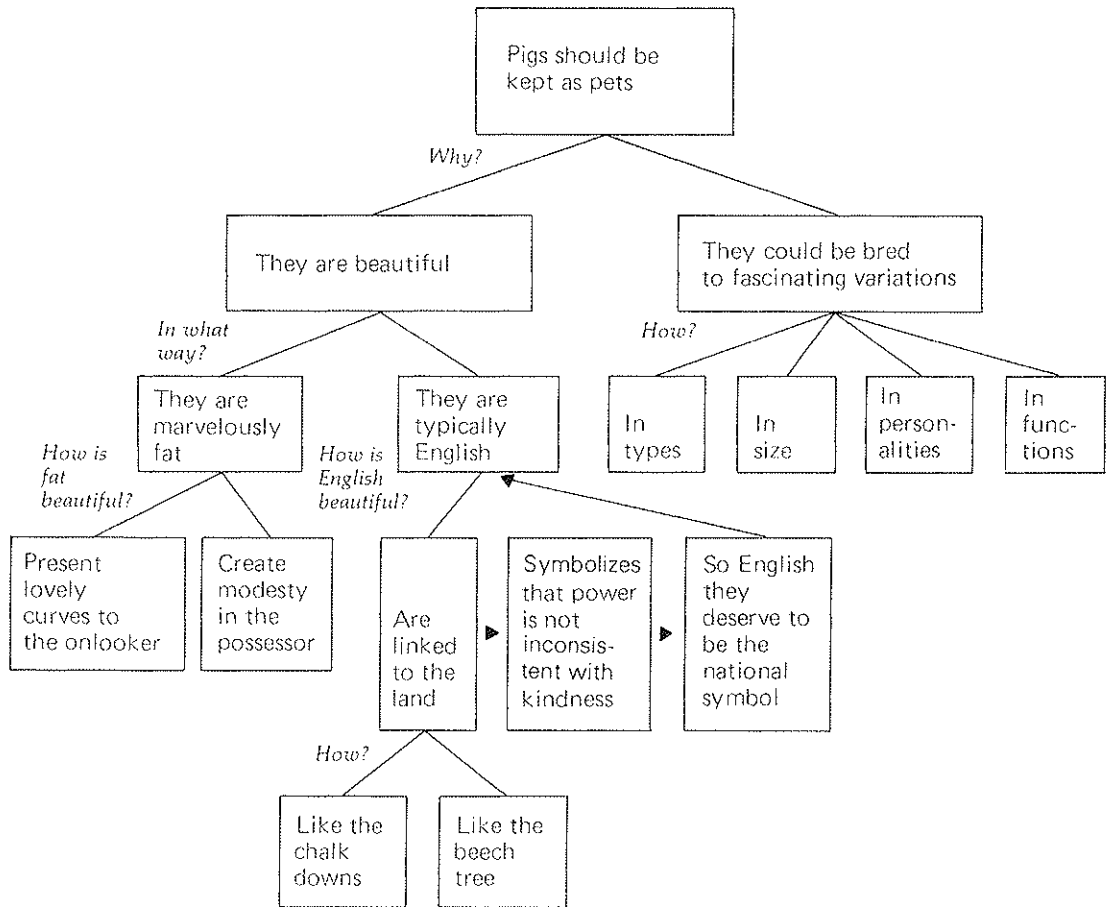 Pigs should be
kept as pets
Why?
They are beautiful
They could be bred
to fascinating variations
In what
way?
How?
They are
marvelously
fat
They are
typically
English
In
types
In
size
In
person-
alities
In
func-
tions
How is
fat
beautiful?
How is
English
beautiful?
Present
lovely
curves to
the onlooker
Create
modesty
in the
possessor
Are
linked
to the
land
Symbolizes
that power
is not
inconsis-
tent with
kindness
So English
they
deserve to
be the
national
symbol
How?
Like the
chalk
downs
Like the
beech
tree